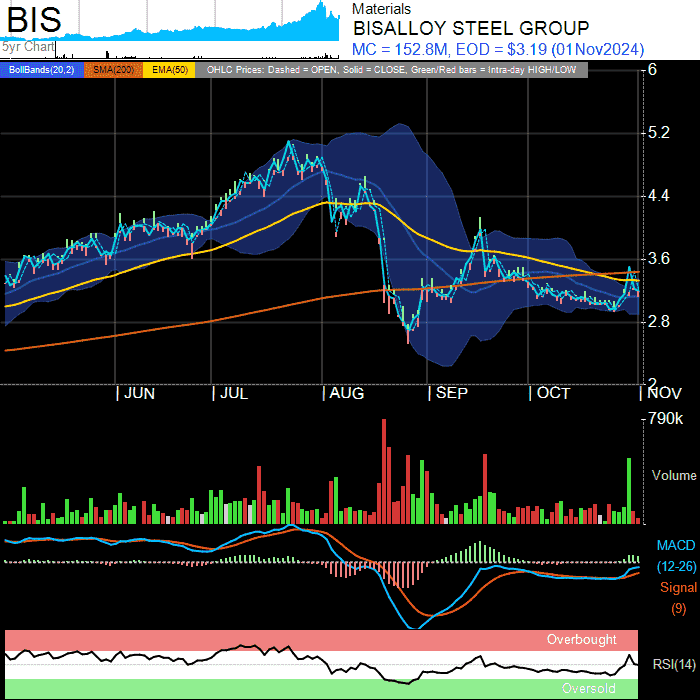 BIS
5yr Chart
Materials
BISALLOY STEEL GROUP
MC = 152.8M, EOD = $3.19 (01Nov2024)
BollBands(20,2) SMA(200) EMA(50) OHLC Prices: Dashed = OPEN, Solid = CLOSE, Green/Red bars = Intra-day HIGH/LOW
6
5.2
4.4
3.6
2.8
2
| JUN | JUL | AUG | SEP | OCT | NOV
790k
Volume
MACD
(12-26)
Signal
(9)
Overbought
RSI(14)
Oversold